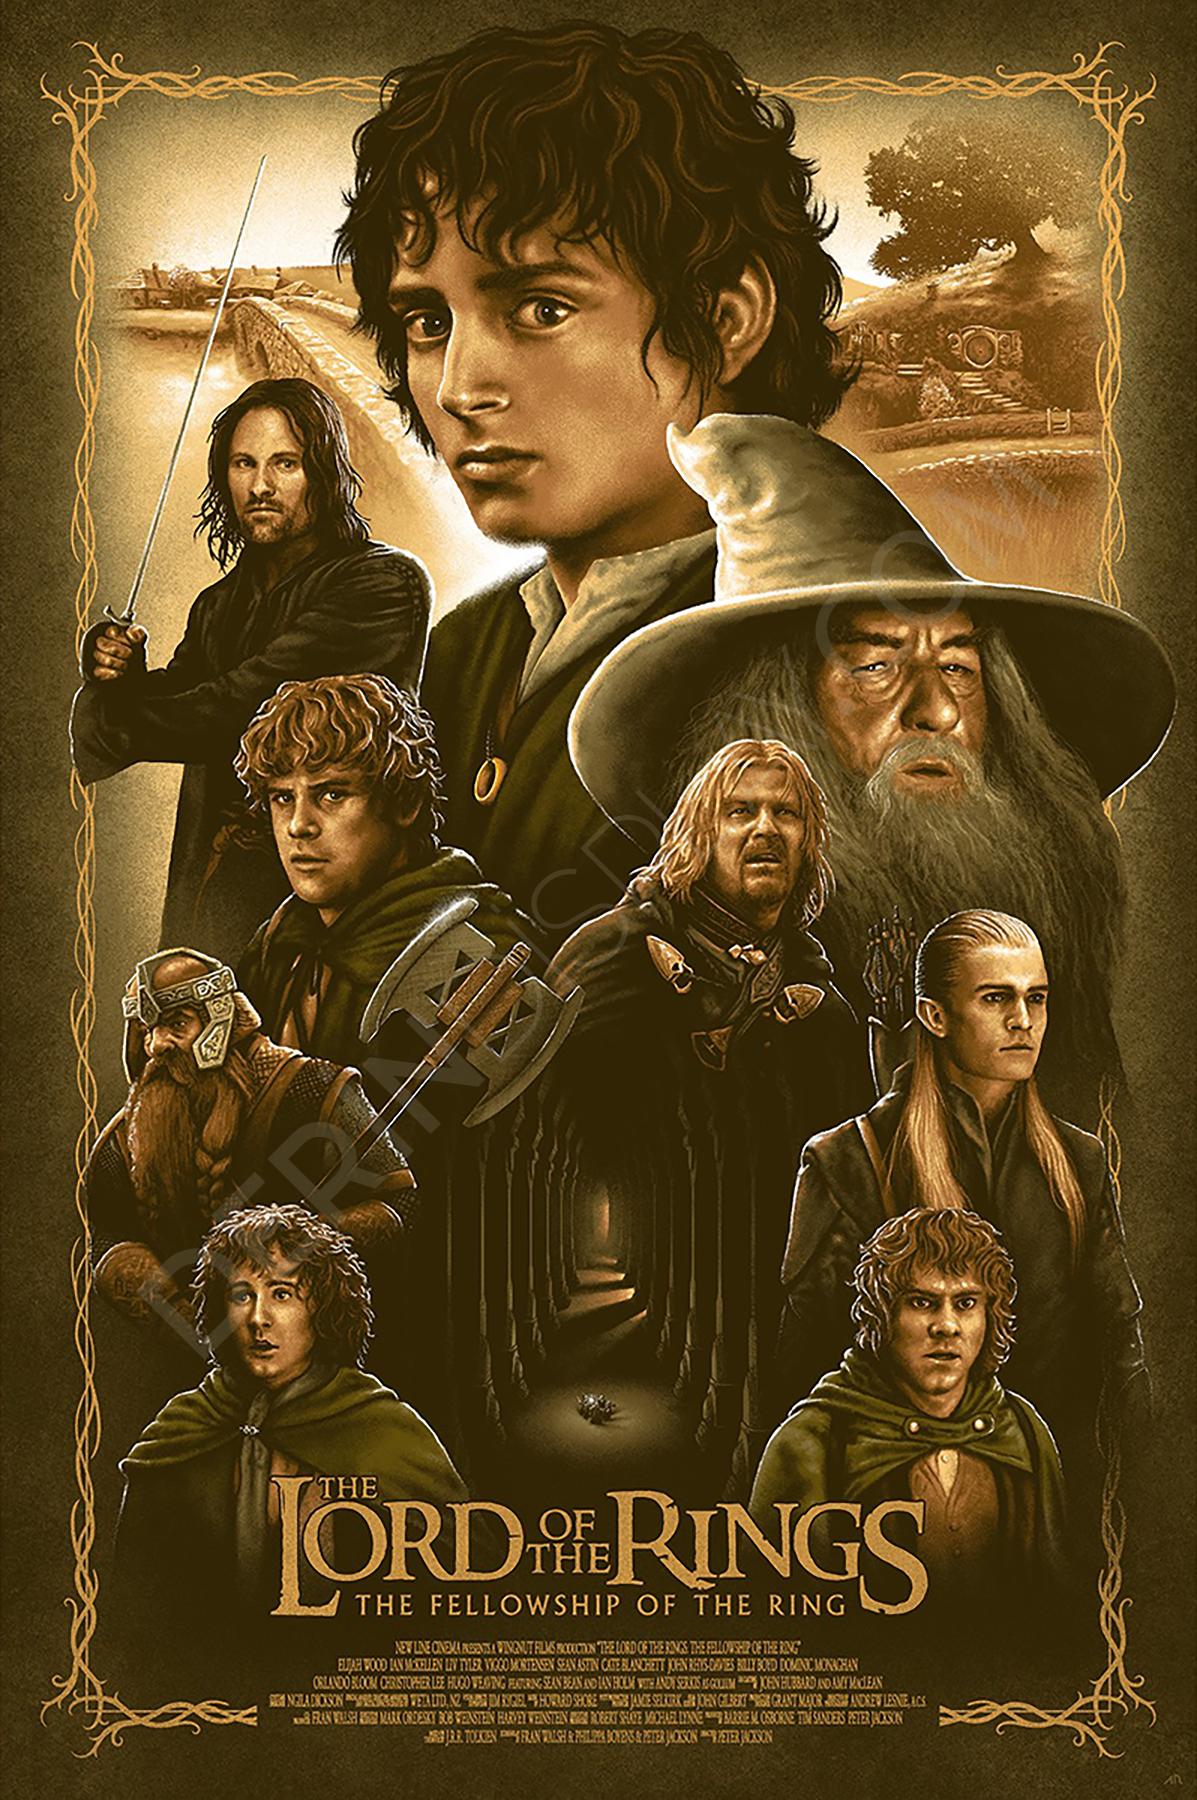 THE
LORD OF THE RINGS
THE FELLOWSHIP OF THE RING
NEW LINE CINEMA PRESENTS A WINGNUT FILMS PRODUCTION "THE LORD OF THE RINGS: THE FELLOWSHIP OF THE RING"
ELIJAH WOOD IAN McKELLEN LIV TYLER VIGGO MORTENSEN SEAN ASTIN CATE BLANCHETT JOHN RHYS-DAVIES BILLY BOYD DOMINIC MONAGHAN
ORLANDO BLOOM CHRISTOPHER LEE HUGO WEAVING FEATURING SEAN BEAN AND IAN HOLM WITH ANDY SERKIS AS GOLLUM JOHN HUBBARD AND AMY MacLEAN
NGILA DICKSON WETA LTD, NZ JIM RYGIEL HOWARD SHORE JAMIE SELKIRK JOHN GILBERT GRANT MAJOR ANDREW LESNIE, A.C.S.
FRAN WALSH MARK ORDESKY BOB WEINSTEIN HARVEY WEINSTEIN ROBERT SHAYE MICHAEL LYNNE BARRIE M. OSBORNE TIM SANDERS PETER JACKSON
J.R.R. TOLKIEN FRAN WALSH & PHILIPPA BOYENS & PETER JACKSON PETER JACKSON